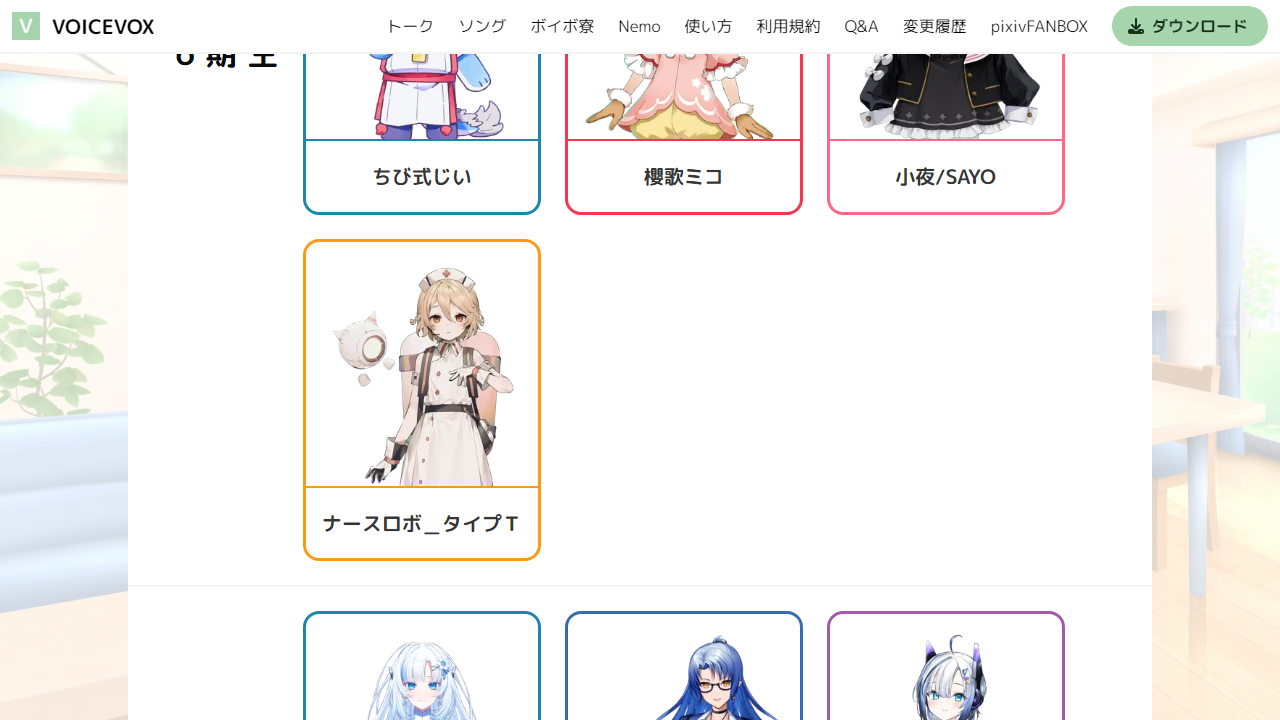 V VOICEVOX トーク ソング ボイボ寮 Nemo 使い方 利用規約 Q&A 変更履歴 pixivFANBOX ダウンロード
6期生
ちび式じい 櫻歌ミコ 小夜/SAYO
ナースロボ＿タイプＴ